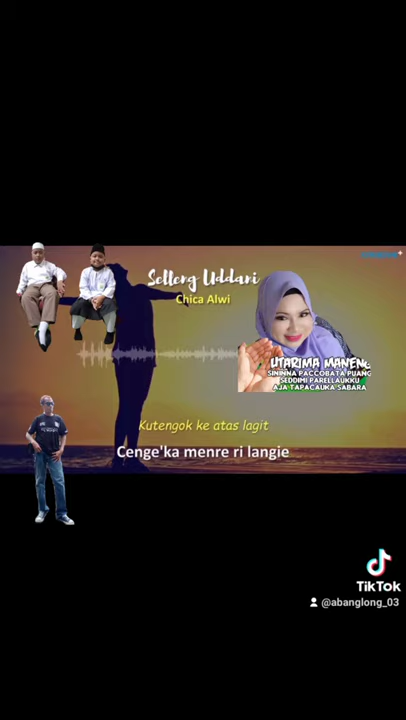 Selleng Uddani
Chica Alwi
UTARIMA MANENG
SININNA PACCOBATA PUANG
SEDDIMI PARELLAUKKU
AJA TAPACAUKA SABARA
Kutengok ke atas lagit
Cenge'ka menre ri langie
TikTok
@abanglong_03